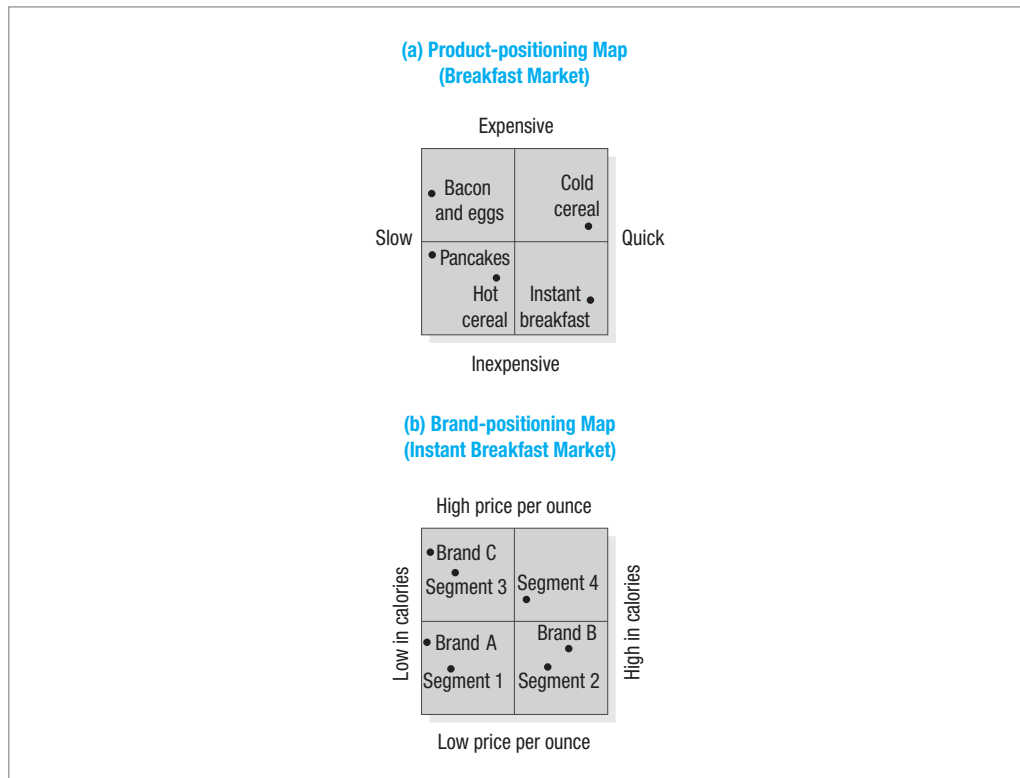 (a) Product-positioning Map
(Breakfast Market)
Expensive
Bacon
and eggs
Cold
cereal
Slow
Quick
Pancakes
Hot
cereal
Instant
breakfast
Inexpensive
(b) Brand-positioning Map
(Instant Breakfast Market)
High price per ounce
Low in calories
High in calories
Brand C
Segment 3
Segment 4
Brand A
Segment 1
Brand B
Segment 2
Low price per ounce